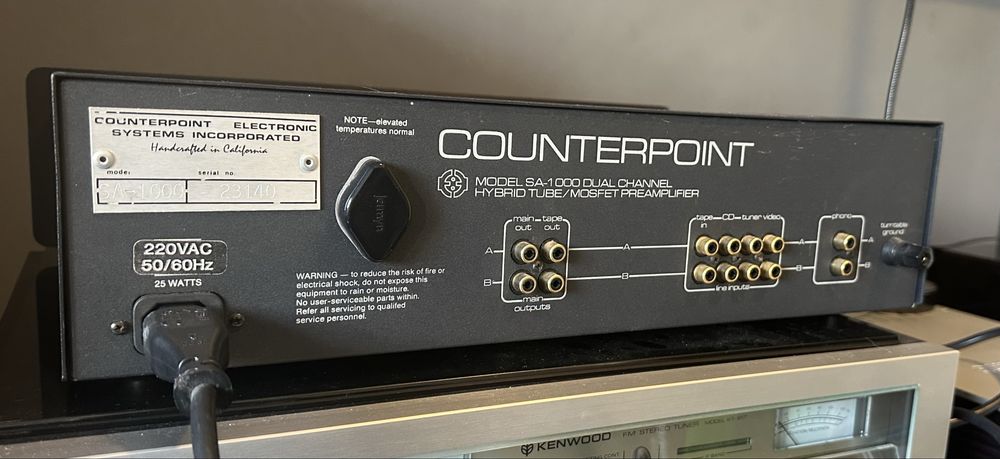 COUNTERPOINT ELECTRONIC
SYSTEMS INCORPORATED
Handcrafted in California
model
serial no.
SA-1000
23140
220VAC
50/60Hz
25 WATTS
NOTE—elevated
temperatures normal
WARNING — to reduce the risk of fire or
electrical shock, do not expose this
equipment to rain or moisture.
No user-serviceable parts within.
Refer all servicing to qualifed
service personnel.
COUNTERPOINT
MODEL SA-1000 DUAL CHANNEL
HYBRID TUBE/MOSFET PREAMPLIFIER
main out
tape out
A
B
main
outputs
A
B
tape in
CD
tuner
video
line inputs
A
B
phono
A
B
turntable
ground
KENWOOD
FM STEREO TUNER